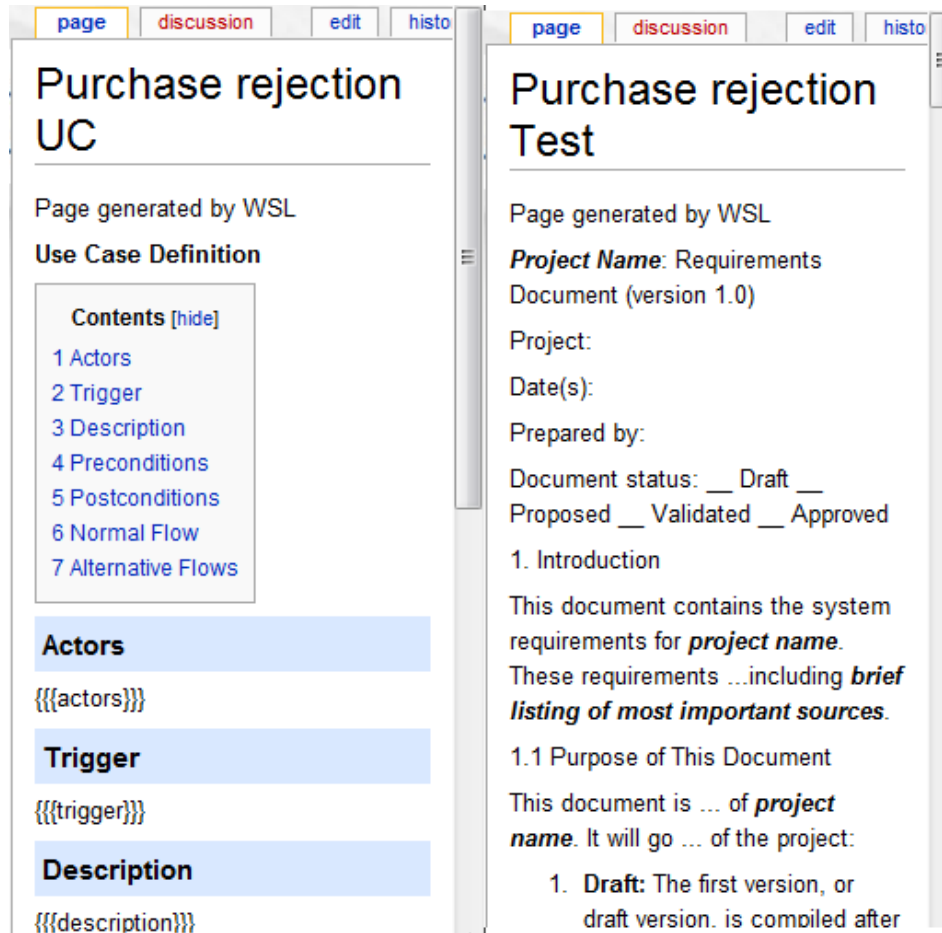 page discussion edit histo
Purchase rejection
UC
Page generated by WSL
Use Case Definition
Contents [hide]
1 Actors
2 Trigger
3 Description
4 Preconditions
5 Postconditions
6 Normal Flow
7 Alternative Flows
Actors
{{{actors}}}
Trigger
{{{trigger}}}
Description
{{{description}}}
page discussion edit histo
Purchase rejection
Test
Page generated by WSL
Project Name: Requirements
Document (version 1.0)
Project:
Date(s):
Prepared by:
Document status: __ Draft __
Proposed __ Validated __ Approved
1. Introduction
This document contains the system
requirements for project name.
These requirements ...including brief
listing of most important sources.
1.1 Purpose of This Document
This document is ... of project
name. It will go ... of the project:
1. Draft: The first version, or
draft version, is compiled after